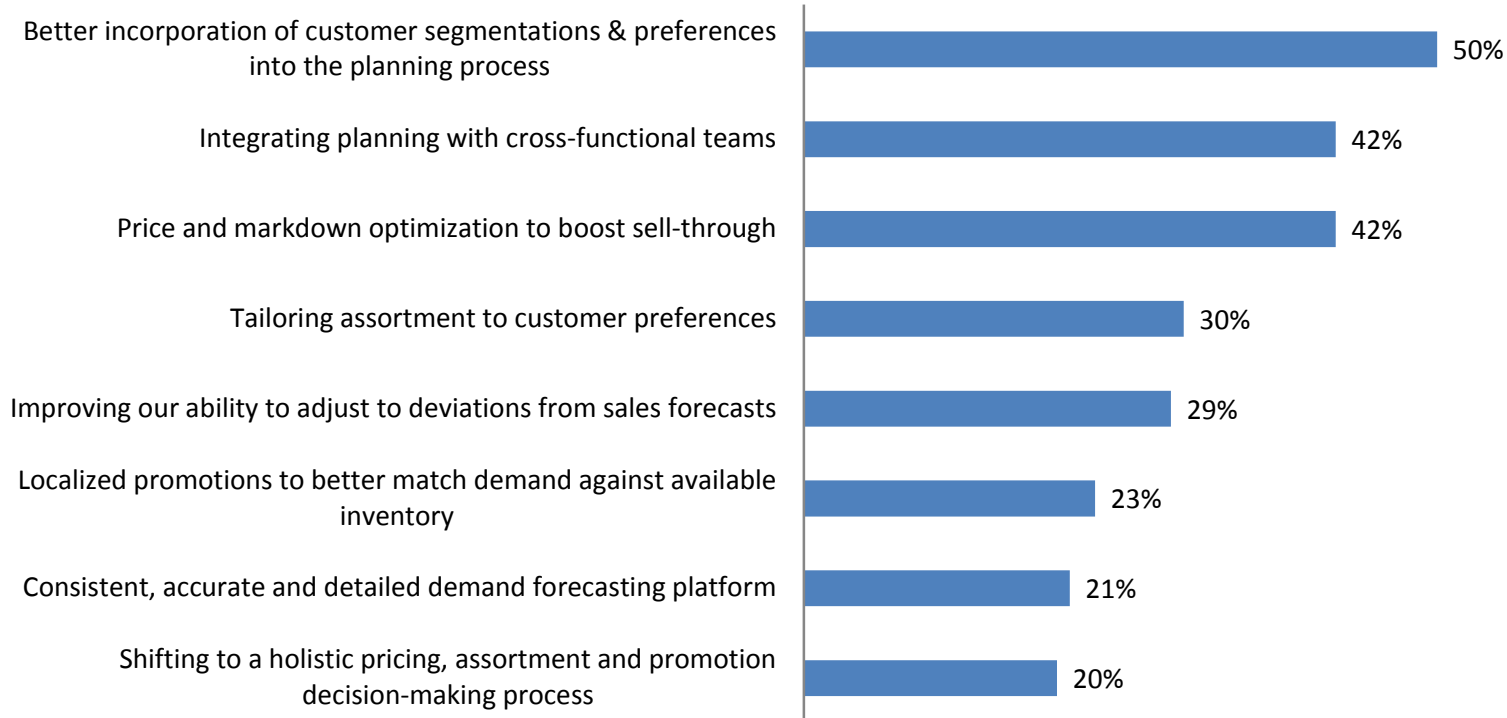 Better incorporation of customer segmentations & preferences
into the planning process
50%
Integrating planning with cross-functional teams
42%
Price and markdown optimization to boost sell-through
42%
Tailoring assortment to customer preferences
30%
Improving our ability to adjust to deviations from sales forecasts
29%
Localized promotions to better match demand against available
inventory
23%
Consistent, accurate and detailed demand forecasting platform
21%
Shifting to a holistic pricing, assortment and promotion
decision-making process
20%